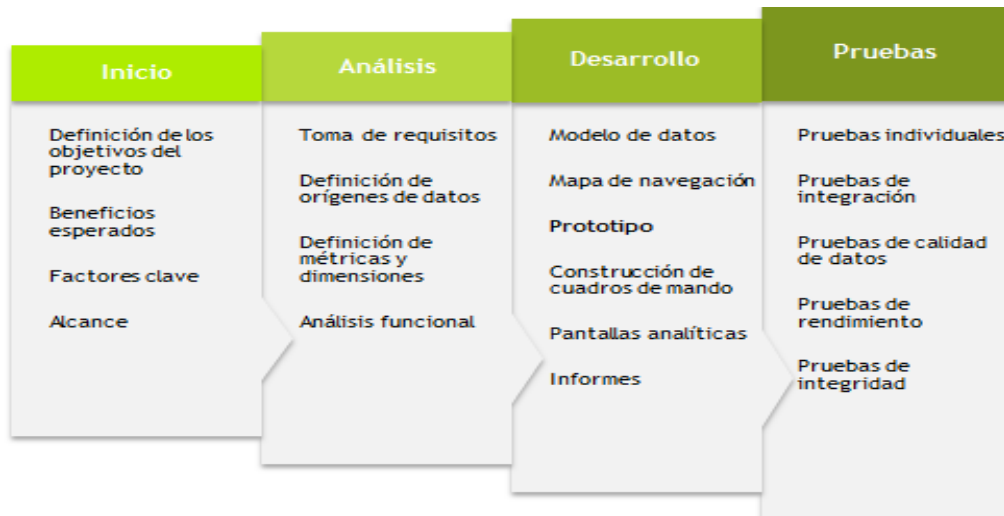 Inicio
Definición de los
objetivos del
proyecto
Beneficios
esperados
Factores clave
Alcance
Análisis
Toma de requisitos
Definición de
orígenes de datos
Definición de
métricas y
dimensiones
Análisis funcional
Desarrollo
Modelo de datos
Mapa de navegación
Prototipo
Construcción de
cuadros de mando
Pantallas analíticas
Informes
Pruebas
Pruebas individuales
Pruebas de
integración
Pruebas de calidad
de datos
Pruebas de
rendimiento
Pruebas de
integridad